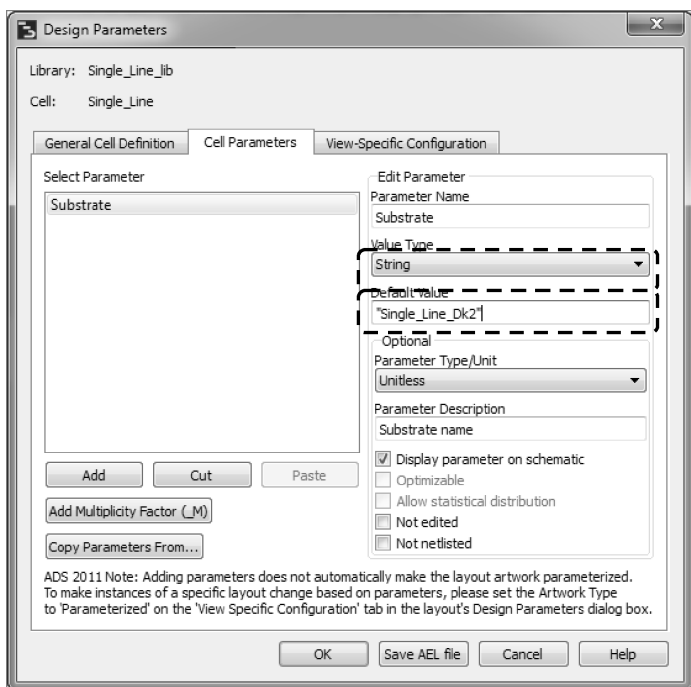 Design Parameters
Library: Single_Line_lib
Cell: Single_Line
General Cell Definition
Cell Parameters
View-Specific Configuration
Select Parameter
Substrate
Edit Parameter
Parameter Name
Substrate
Value Type
String
Default Value
"Single_Line_Dk2"
Optional
Parameter Type/Unit
Unitless
Parameter Description
Substrate name
Display parameter on schematic
Optimizable
Allow statistical distribution
Not edited
Not netlisted
Add
Cut
Paste
Add Multiplicity Factor (_M)
Copy Parameters From...
ADS 2011 Note: Adding parameters does not automatically make the layout artwork parameterized.
To make instances of a specific layout change based on parameters, please set the Artwork Type
to 'Parameterized' on the 'View Specific Configuration' tab in the layout's Design Parameters dialog box.
OK
Save AEL file
Cancel
Help